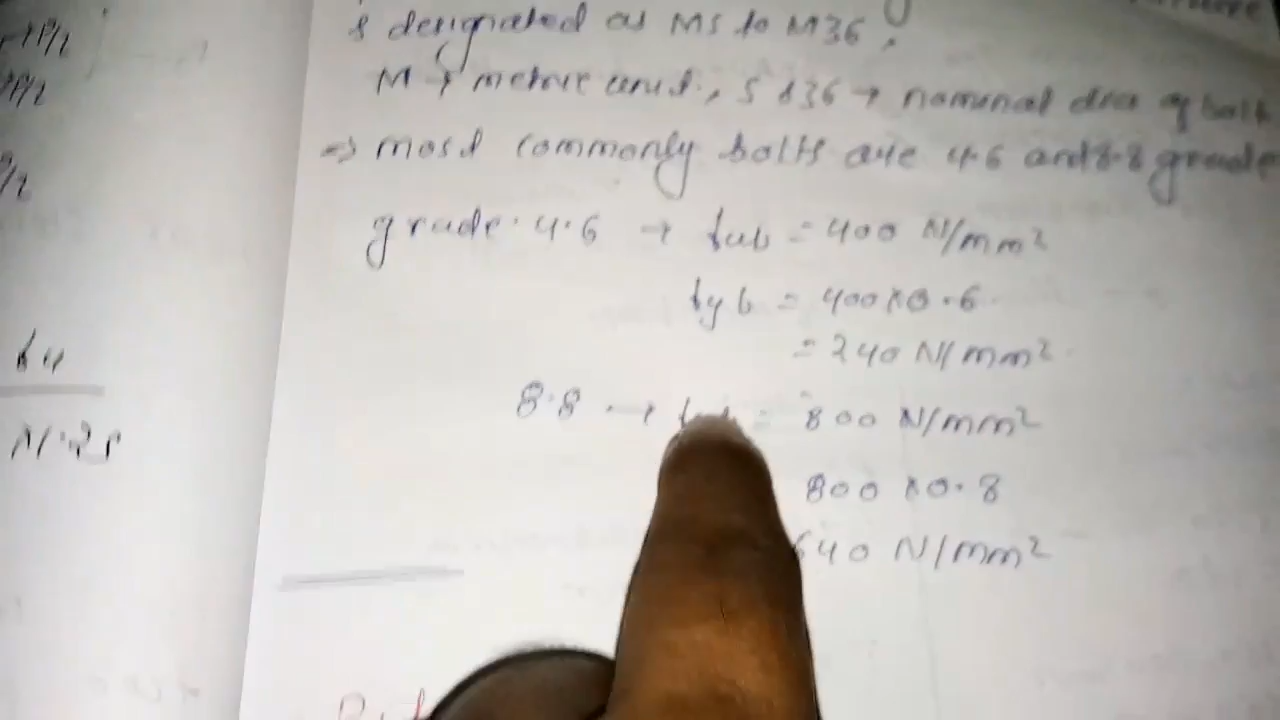 & designated as M5 to M36,
M → metric unit, 5 & 36 → nominal dia of bolt
⇒ most commonly bolts are 4.6 and 8.8 grade
grade 4.6 → fub = 400 N/mm²
fyb = 400 x 0.6
= 240 N/mm²
8.8 → = 800 N/mm²
800 x 0.8
640 N/mm²